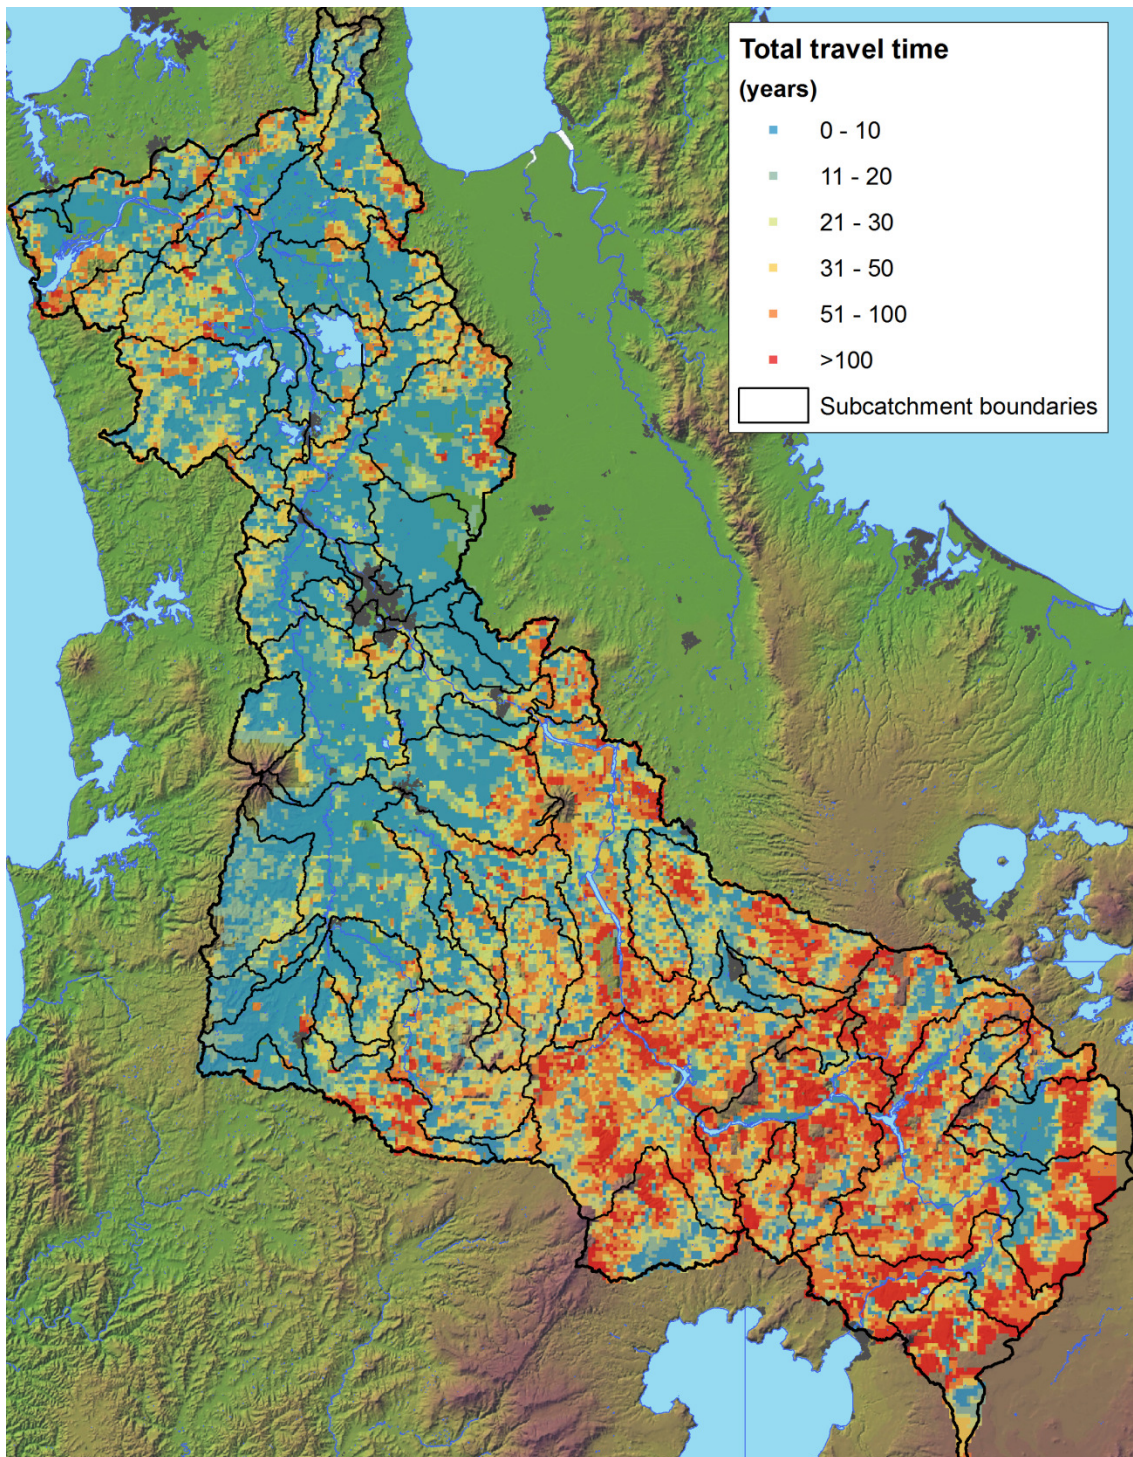 Total travel time
(years)
0 - 10
11 - 20
21 - 30
31 - 50
51 - 100
>100
Subcatchment boundaries